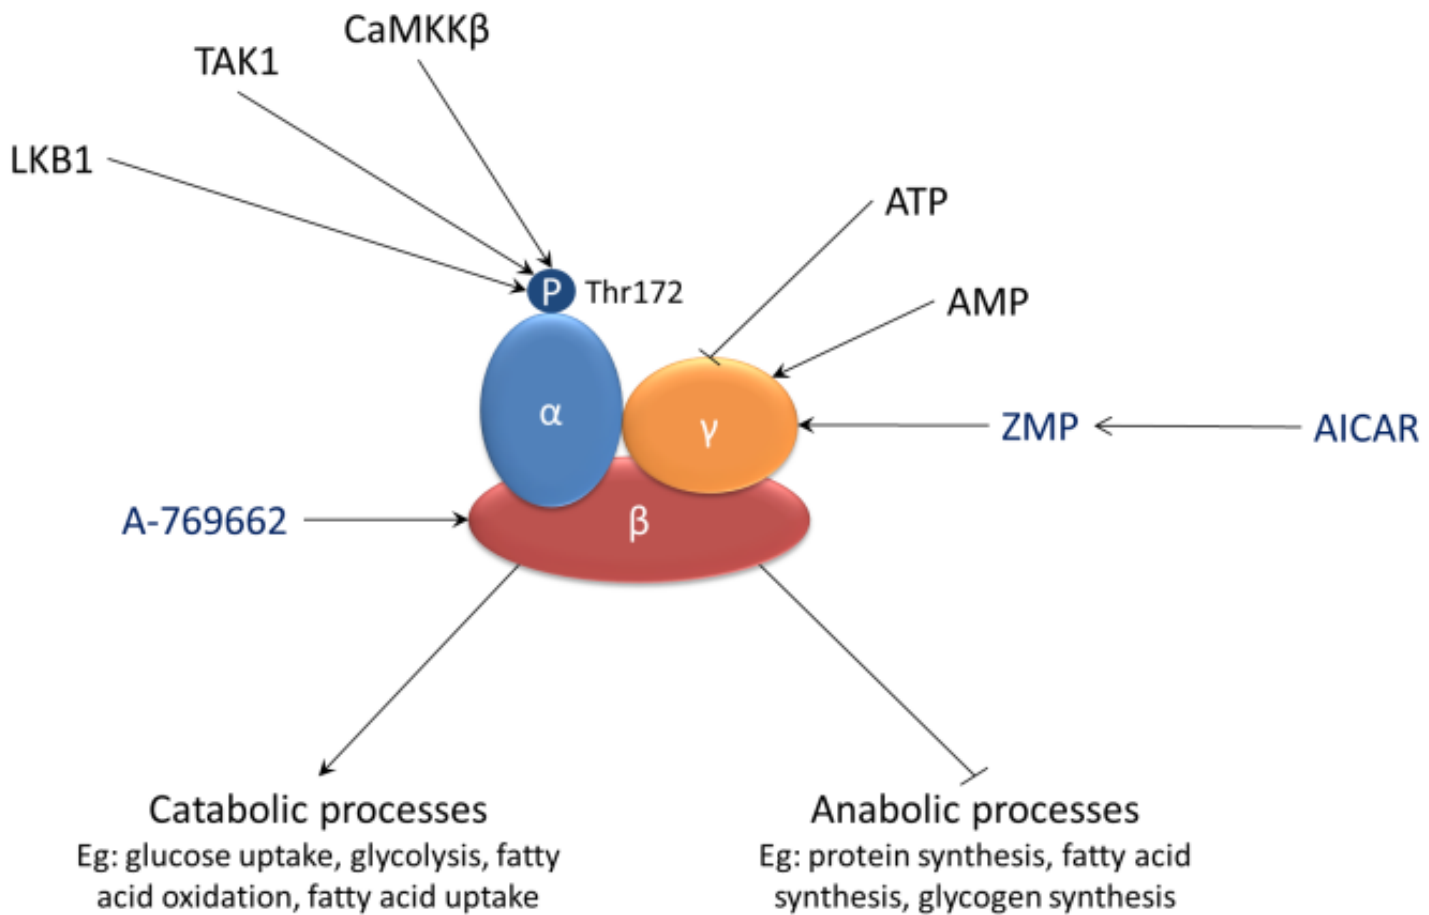 CaMKKβ
TAK1
LKB1
ATP
P Thr172
AMP
α
γ
ZMP
AICAR
A-769662
β
Catabolic processes
Eg: glucose uptake, glycolysis, fatty
acid oxidation, fatty acid uptake
Anabolic processes
Eg: protein synthesis, fatty acid
synthesis, glycogen synthesis